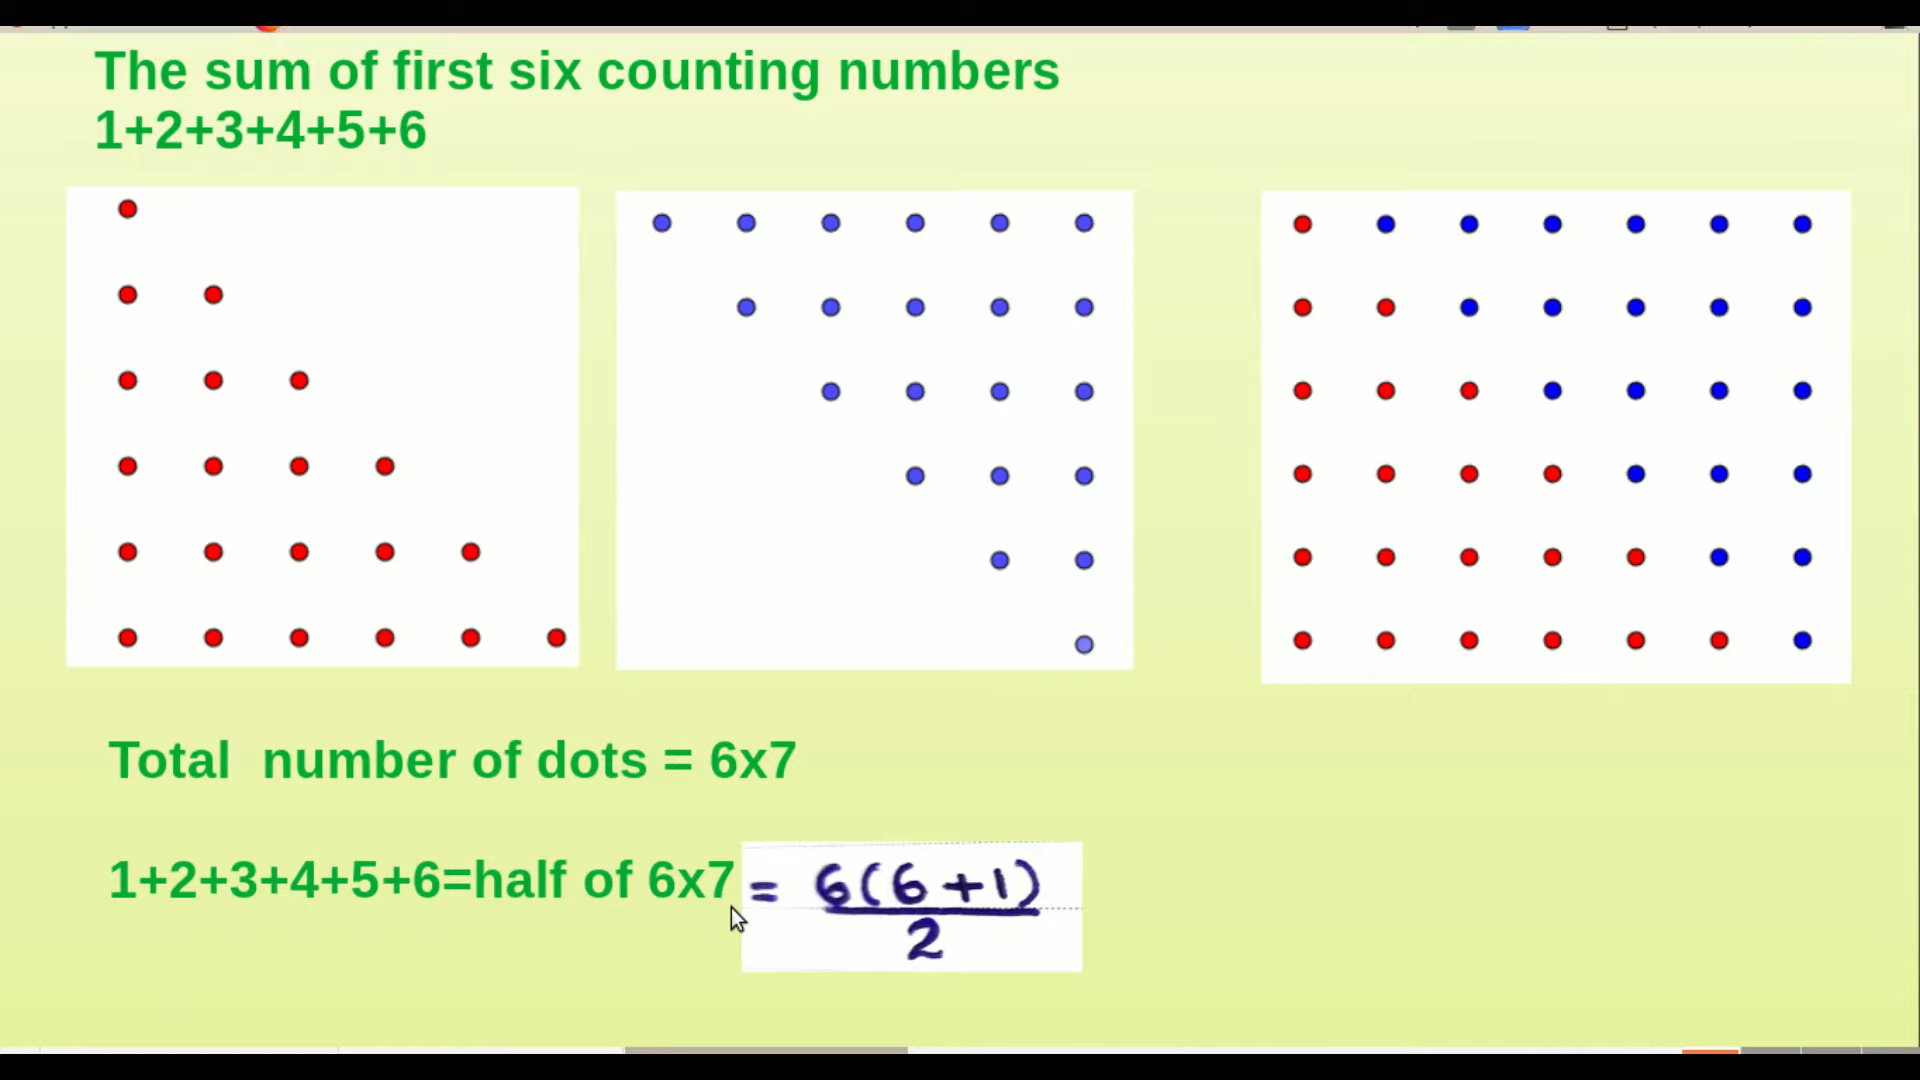 The sum of first six counting numbers
1+2+3+4+5+6
Total number of dots = 6x7
1+2+3+4+5+6=half of 6x7 = 6(6+1)
2